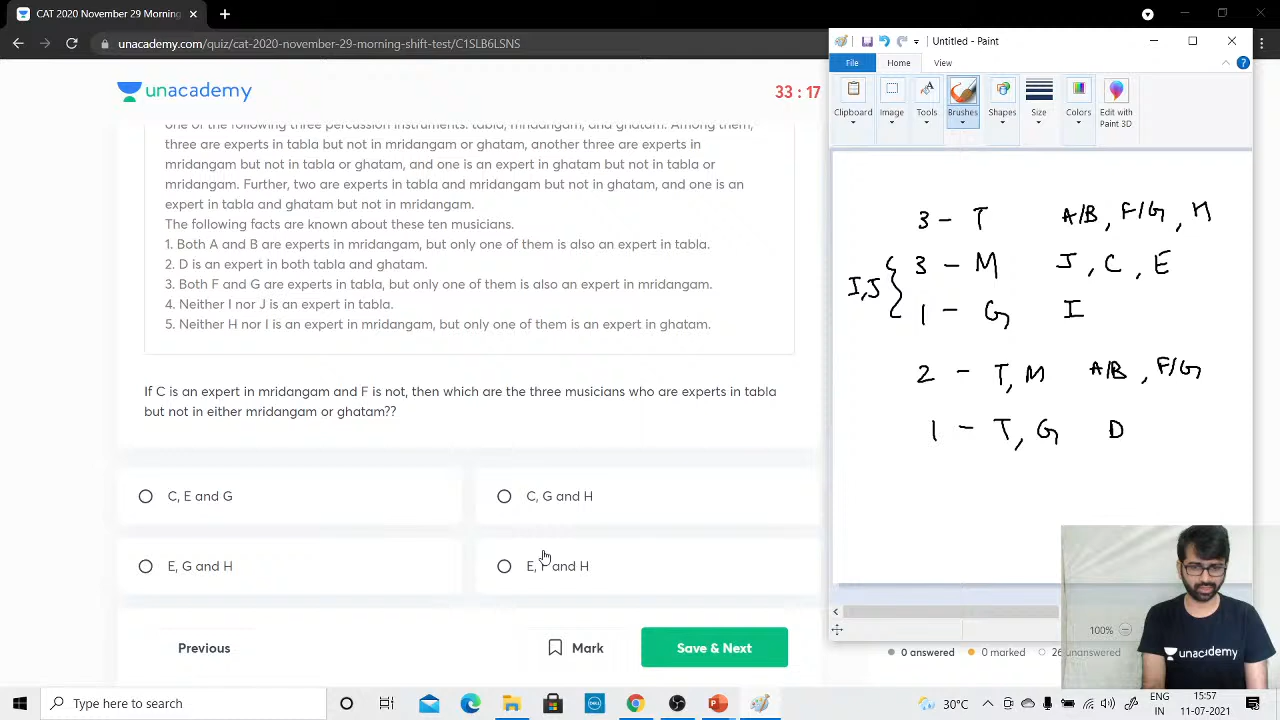 CAT 2020 November 29 Morning
unacademy.com/quiz/cat-2020-november-29-morning-shift-test/C1SLB6LSNS
unacademy
33 : 17
one of the following three percussion instruments: tabla, mridangam, and ghatam. Among them,
three are experts in tabla but not in mridangam or ghatam, another three are experts in
mridangam but not in tabla or ghatam, and one is an expert in ghatam but not in tabla or
mridangam. Further, two are experts in tabla and mridangam but not in ghatam, and one is an
expert in tabla and ghatam but not in mridangam.
The following facts are known about these ten musicians.
1. Both A and B are experts in mridangam, but only one of them is also an expert in tabla.
2. D is an expert in both tabla and ghatam.
3. Both F and G are experts in tabla, but only one of them is also an expert in mridangam.
4. Neither I nor J is an expert in tabla.
5. Neither H nor I is an expert in mridangam, but only one of them is an expert in ghatam.
If C is an expert in mridangam and F is not, then which are the three musicians who are experts in tabla
but not in either mridangam or ghatam??
C, E and G
C, G and H
E, G and H
E, F and H
Previous
Mark
Save & Next
Untitled - Paint
File Home View
Clipboard Image Tools Brushes Shapes Size Colors Edit with
Paint 3D
3 - T A/B, F/G, H
I,J { 3 - M J, C, E
1 - G I
2 - T, M A/B, F/G
1 - T, G D
100%
unacademy
0 answered 0 marked 26 unanswered
Type here to search
30°C
ENG
IN
15:57
11-07-2021